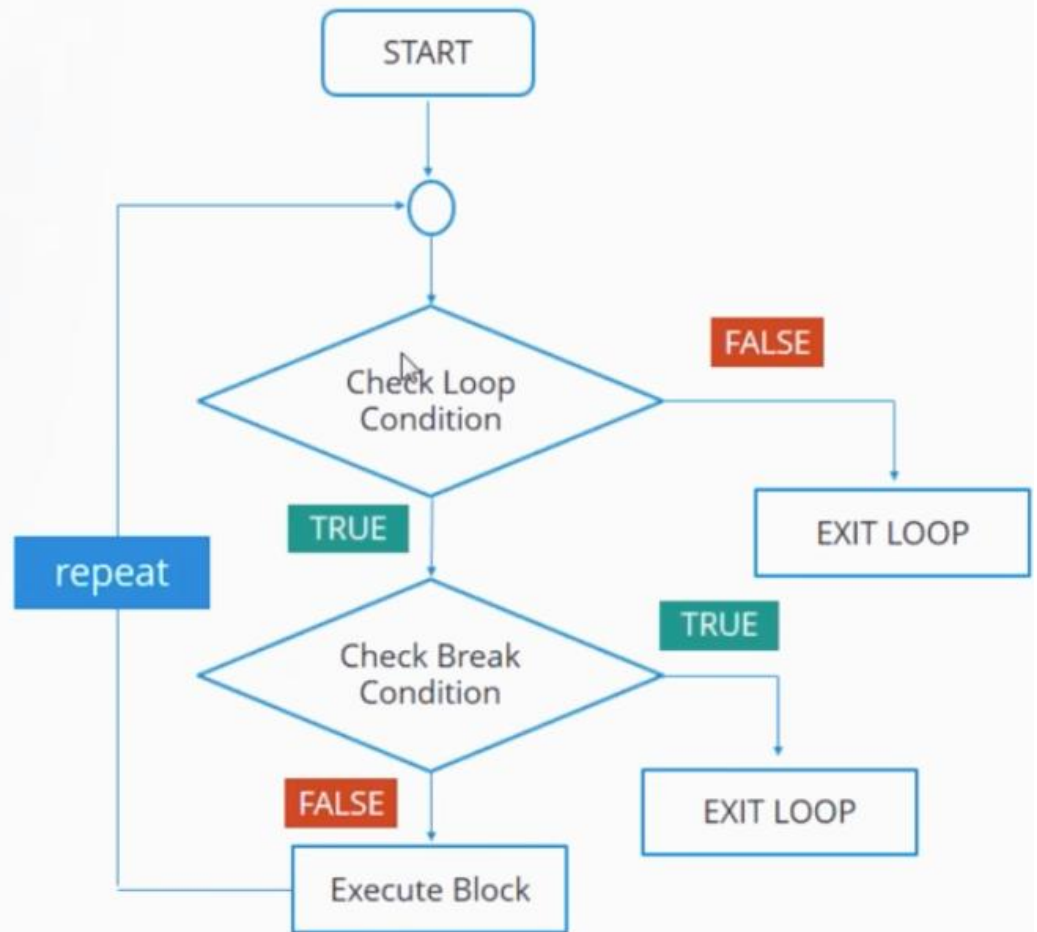 START
Check Loop
Condition
FALSE
EXIT LOOP
TRUE
repeat
Check Break
Condition
TRUE
EXIT LOOP
FALSE
Execute Block